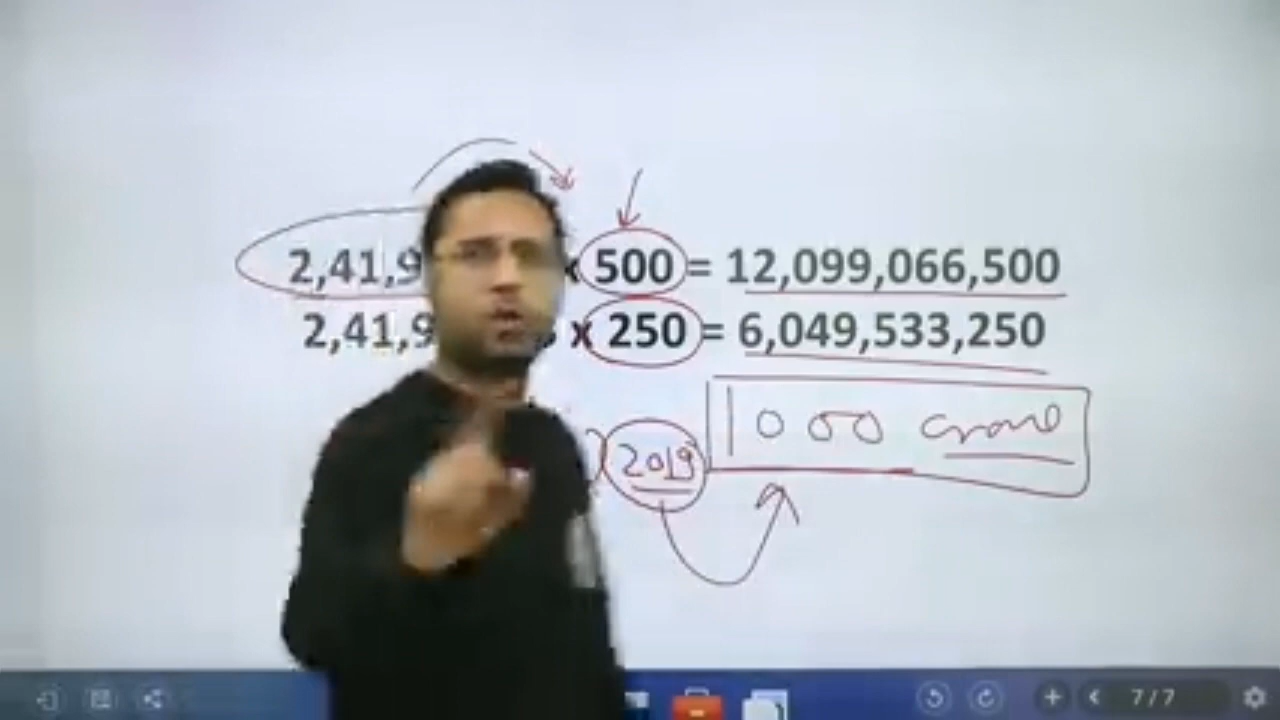 2,41,9 x 500 = 12,099,066,500
2,41,9 x 250 = 6,049,533,250
2019 1000 crore
7 / 7